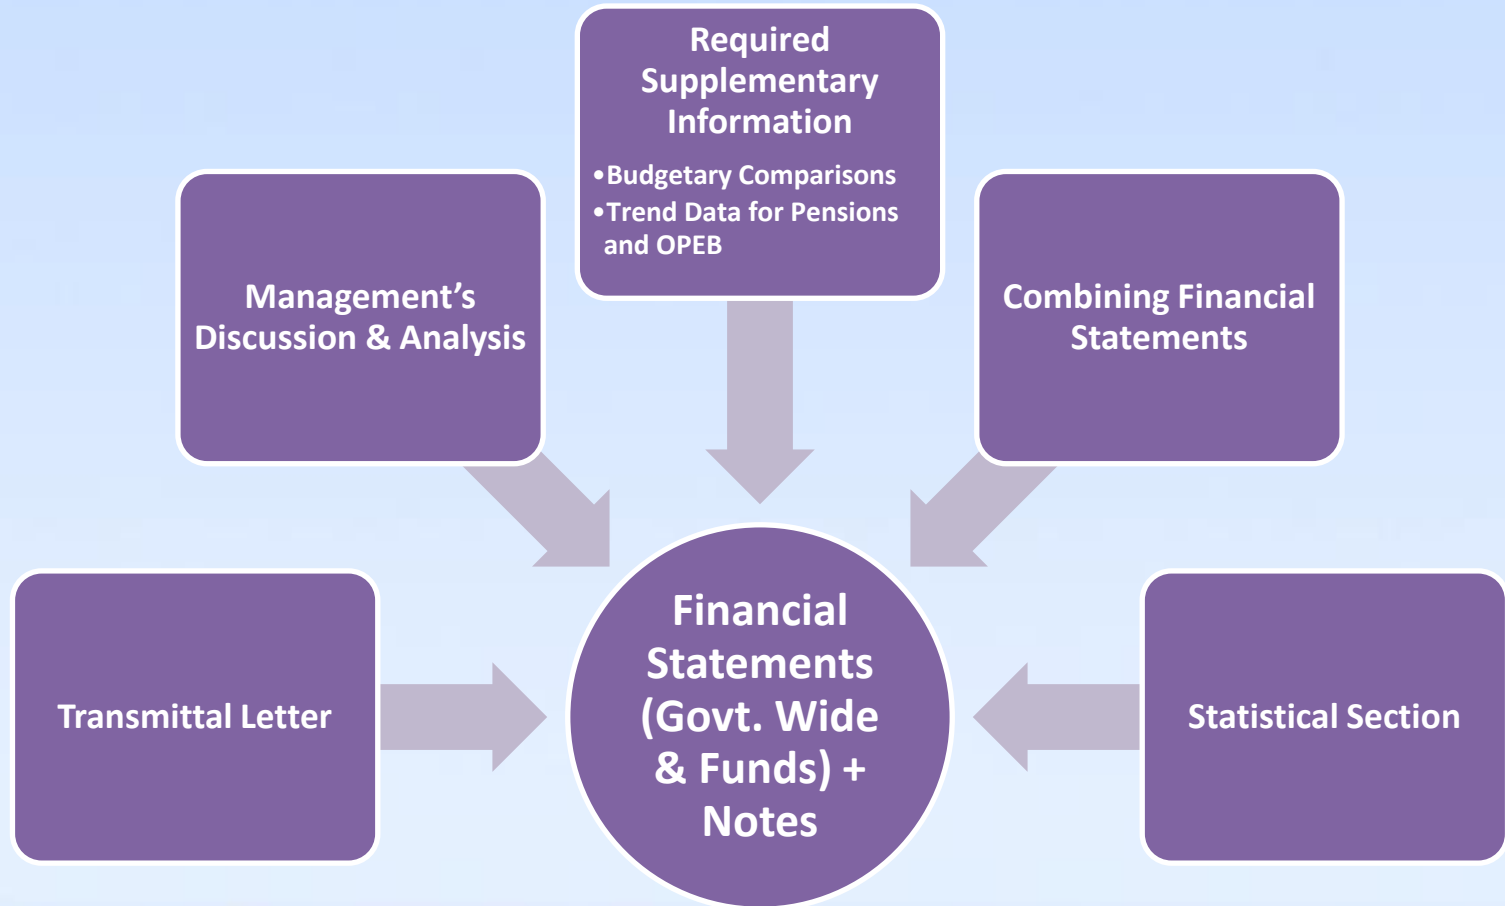 Required
Supplementary
Information
•Budgetary Comparisons
•Trend Data for Pensions
and OPEB
Management’s
Discussion & Analysis
Combining Financial
Statements
Transmittal Letter
Financial
Statements
(Govt. Wide
& Funds) +
Notes
Statistical Section